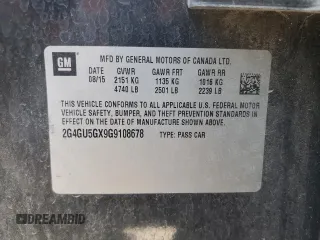 GM
MFD BY GENERAL MOTORS OF CANADA LTD.
DATE GVWR GAWR FRT GAWR RR
08/15 2151 KG 1135 KG 1016 KG
4740 LB 2501 LB 2239 LB
THIS VEHICLE CONFORMS TO ALL APPLICABLE U.S. FEDERAL MOTOR
VEHICLE SAFETY, BUMPER, AND THEFT PREVENTION STANDARDS
IN EFFECT ON THE DATE OF MANUFACTURE SHOWN ABOVE.
2G4GU5GX9G9108678 TYPE: PASS CAR
DREAMBID